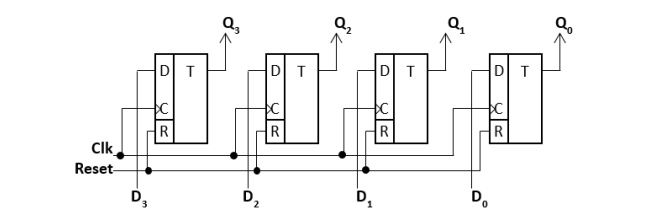 Q3 Q2 Q1 Q0
D T D T D T D T
C C C C
R R R R
Clk
Reset
D3 D2 D1 D0